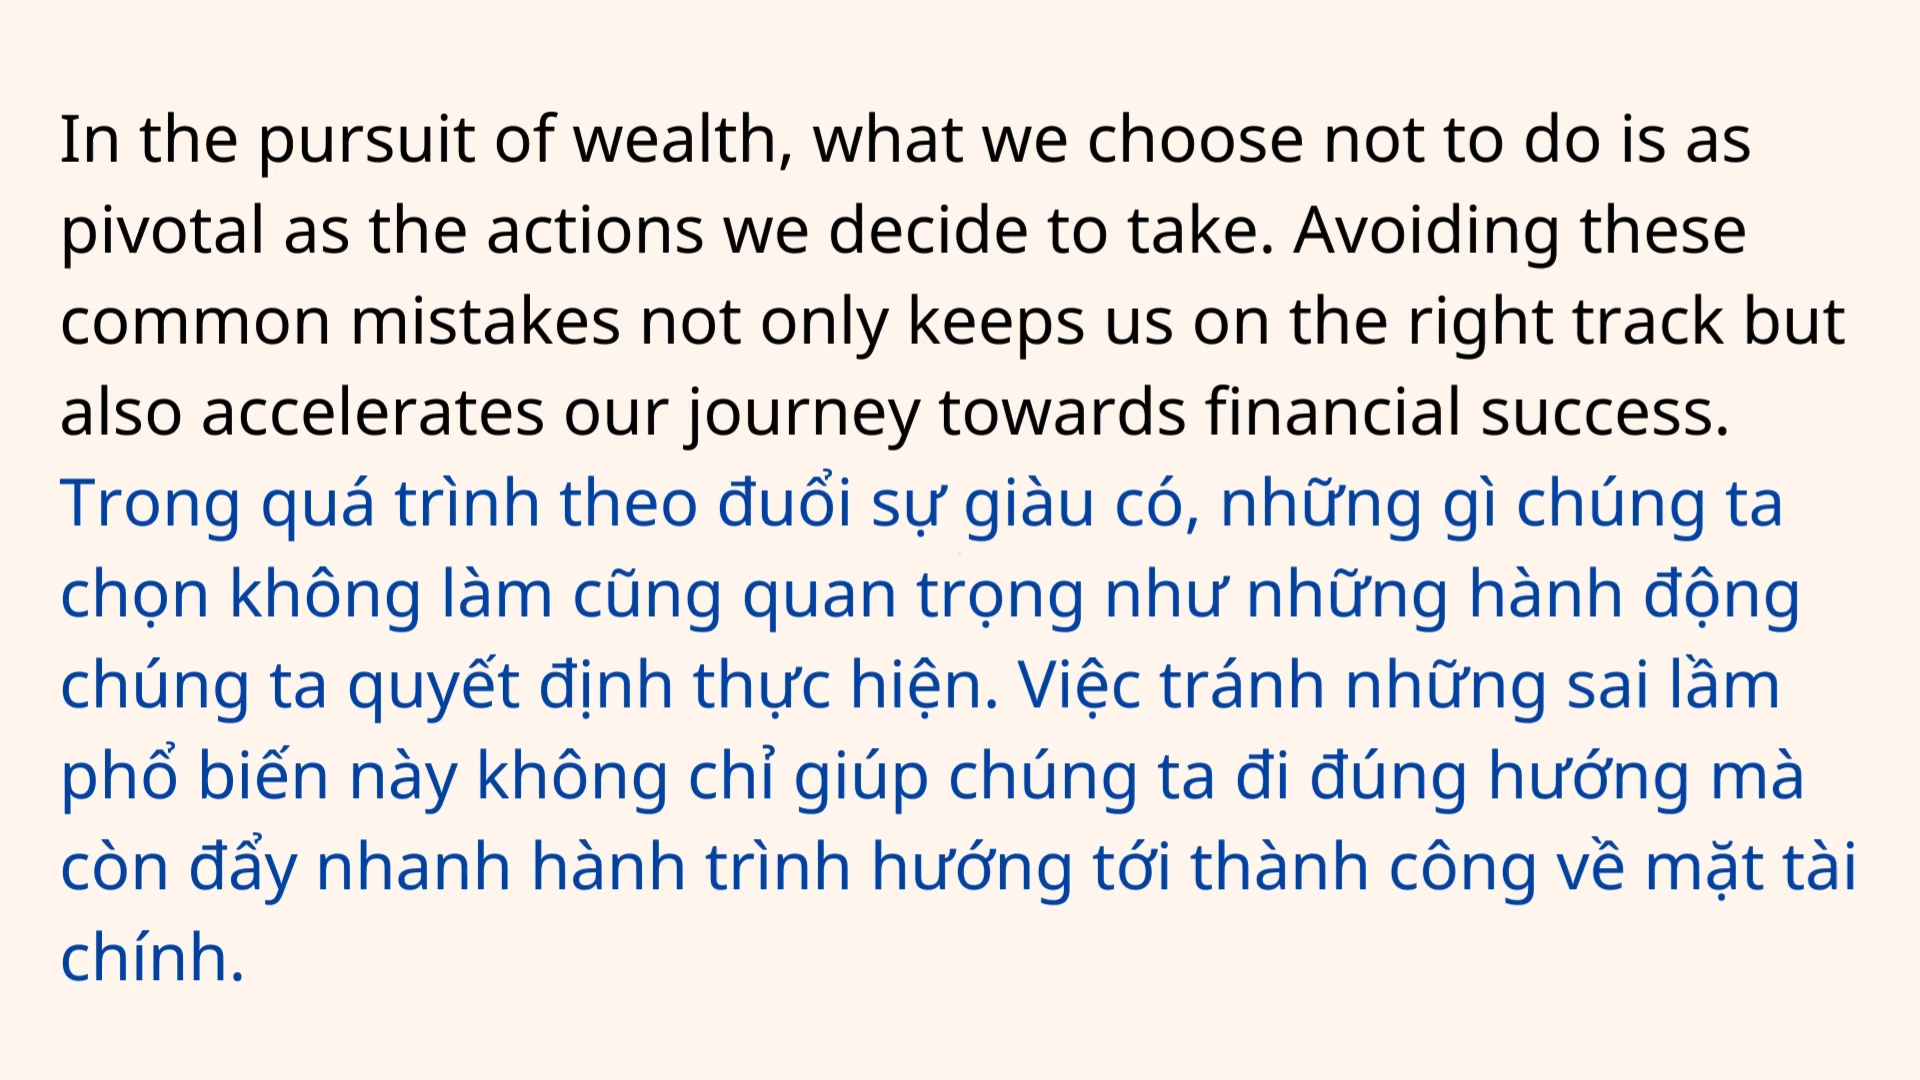 In the pursuit of wealth, what we choose not to do is as
pivotal as the actions we decide to take. Avoiding these
common mistakes not only keeps us on the right track but
also accelerates our journey towards financial success.
Trong quá trình theo đuổi sự giàu có, những gì chúng ta
chọn không làm cũng quan trọng như những hành động
chúng ta quyết định thực hiện. Việc tránh những sai lầm
phổ biến này không chỉ giúp chúng ta đi đúng hướng mà
còn đẩy nhanh hành trình hướng tới thành công về mặt tài
chính.